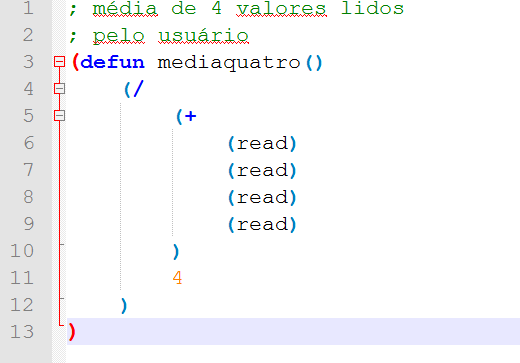 1 ; média de 4 valores lidos
2 ; pelo usuário
3 (defun mediaquatro()
4     (/
5         (+
6             (read)
7             (read)
8             (read)
9             (read)
10         )
11         4
12     )
13 )